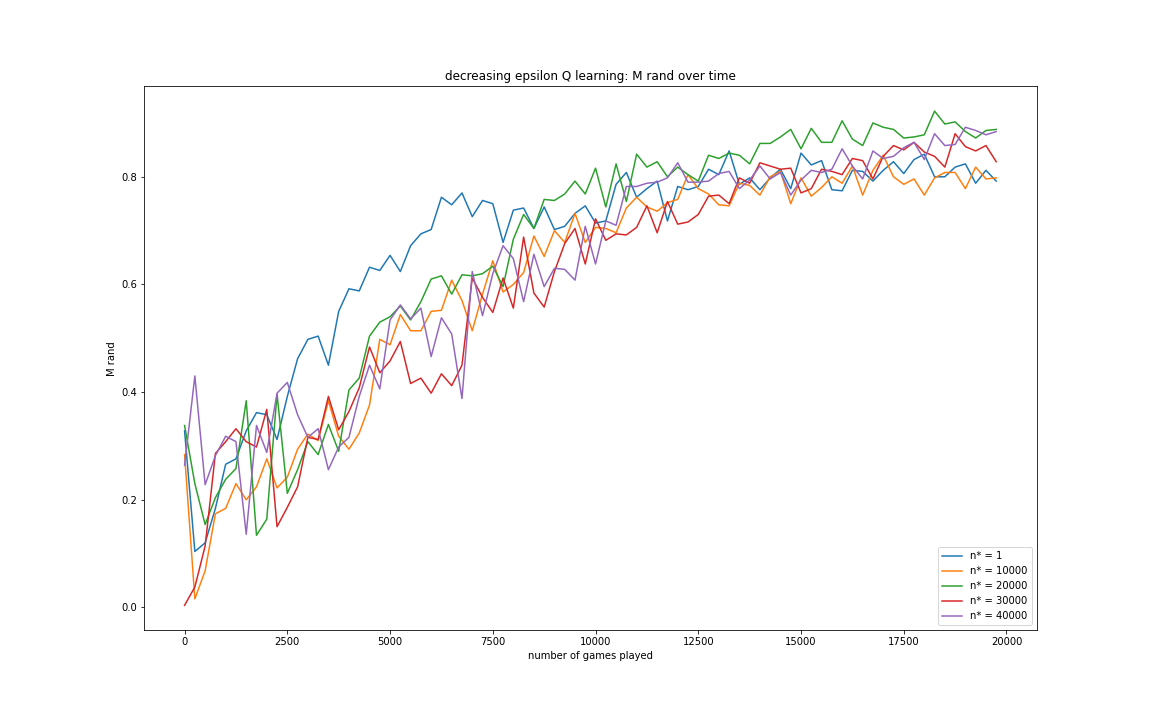 decreasing epsilon Q learning: M rand over time
M rand
0.8
0.6
0.4
0.2
0.0
0 2500 5000 7500 10000 12500 15000 17500 20000
number of games played
n* = 1
n* = 10000
n* = 20000
n* = 30000
n* = 40000